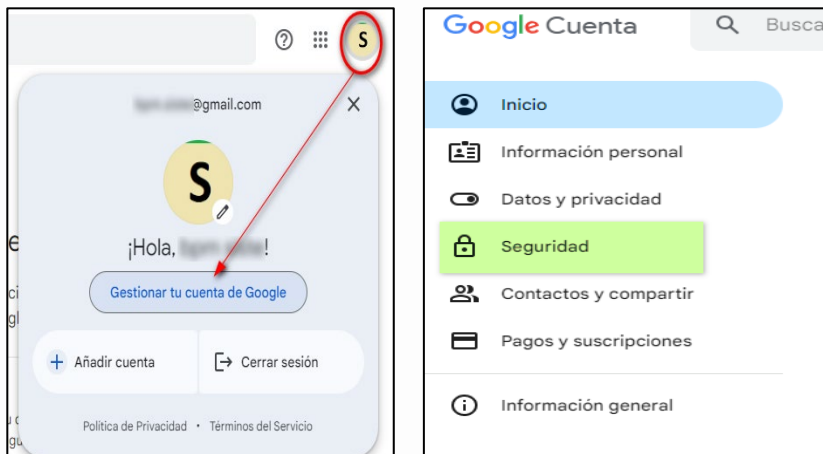 S
@gmail.com
S
¡Hola, !
Gestionar tu cuenta de Google
Añadir cuenta
Cerrar sesión
Política de Privacidad • Términos del Servicio
Google Cuenta
Busca
Inicio
Información personal
Datos y privacidad
Seguridad
Contactos y compartir
Pagos y suscripciones
Información general